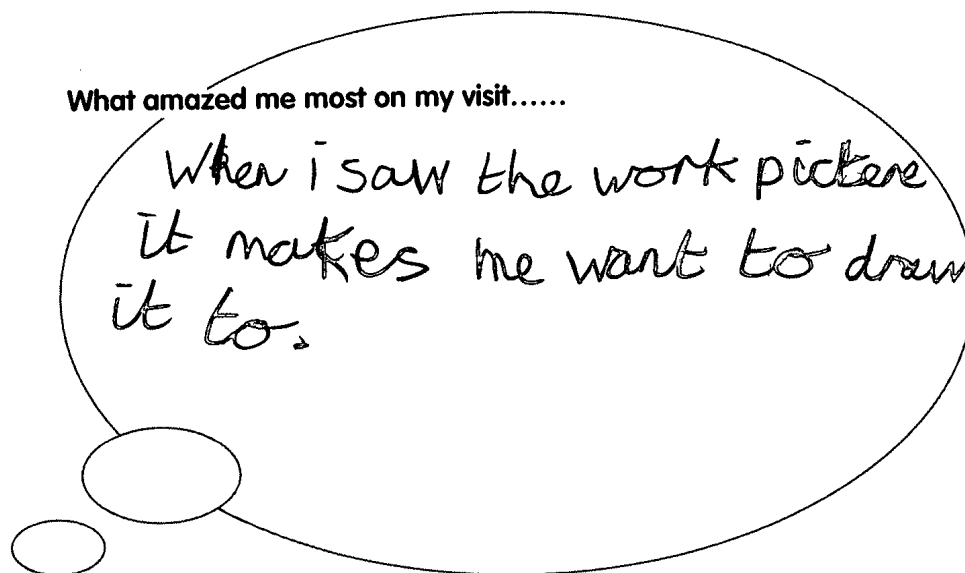 What amazed me most on my visit......
When i saw the work pictere
it makes me want to draw
it to.